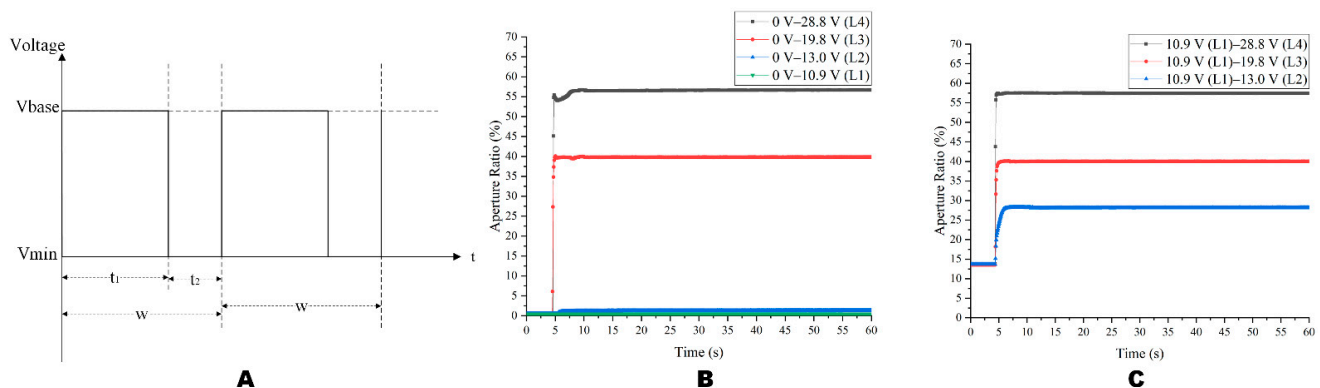 Voltage
Vbase
Vmin
t
t₁
t₂
w
w
A
0 V–28.8 V (L4)
0 V–19.8 V (L3)
0 V–13.0 V (L2)
0 V–10.9 V (L1)
Aperture Ratio (%)
70
65
60
55
50
45
40
35
30
25
20
15
10
5
0
0 5 10 15 20 25 30 35 40 45 50 55 60
Time (s)
B
10.9 V (L1)–28.8 V (L4)
10.9 V (L1)–19.8 V (L3)
10.9 V (L1)–13.0 V (L2)
Aperture Ratio (%)
70
65
60
55
50
45
40
35
30
25
20
15
10
5
0
0 5 10 15 20 25 30 35 40 45 50 55 60
Time (s)
C